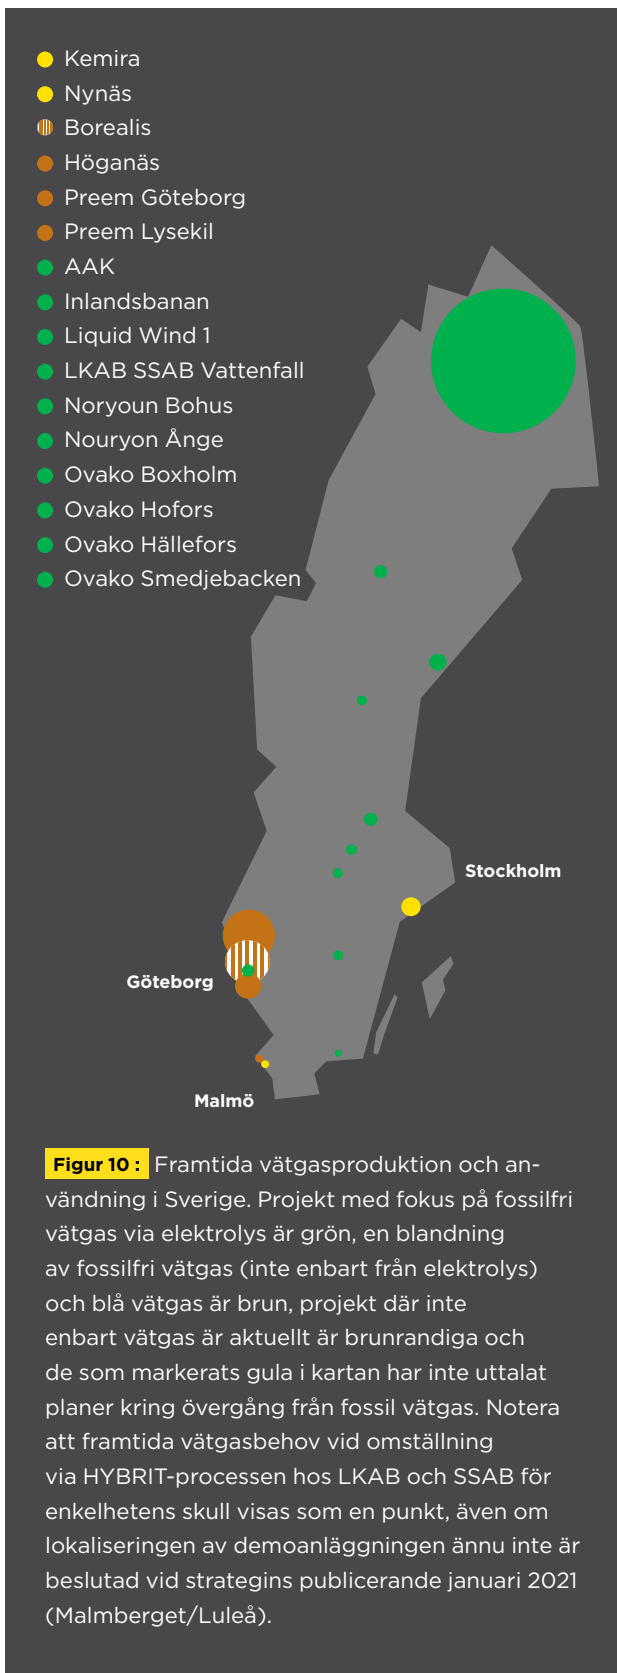 Kemira
Nynäs
Borealis
Höganäs
Preem Göteborg
Preem Lysekil
AAK
Inlandsbanan
Liquid Wind 1
LKAB SSAB Vattenfall
Noryoun Bohus
Nouryon Ånge
Ovako Boxholm
Ovako Hofors
Ovako Hällefors
Ovako Smedjebacken
Stockholm
Göteborg
Malmö
Figur 10 : Framtida vätgasproduktion och an-
vändning i Sverige. Projekt med fokus på fossilfri
vätgas via elektrolys är grön, en blandning
av fossilfri vätgas (inte enbart från elektrolys)
och blå vätgas är brun, projekt där inte
enbart vätgas är aktuellt är brunrandiga och
de som markerats gula i kartan har inte uttalat
planer kring övergång från fossil vätgas. Notera
att framtida vätgasbehov vid omställning
via HYBRIT-processen hos LKAB och SSAB för
enkelhetens skull visas som en punkt, även om
lokaliseringen av demoanläggningen ännu inte är
beslutad vid strategins publicerande januari 2021
(Malmberget/Luleå).